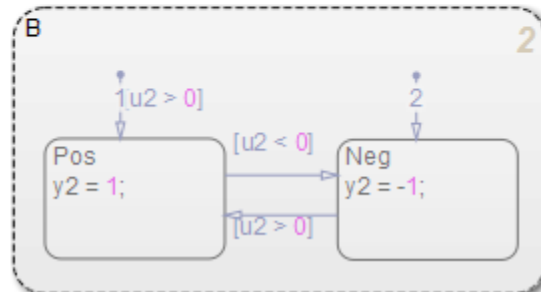 B
2
1[u2 > 0]
2
[u2 < 0]
Pos
y2 = 1;
Neg
y2 = -1;
[u2 > 0]